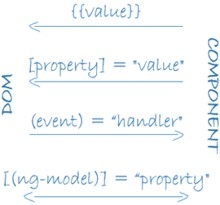 {{value}}
[property] = "value"
(event) = "handler"
[(ng-model)] = "property"
DOM
COMPONENT